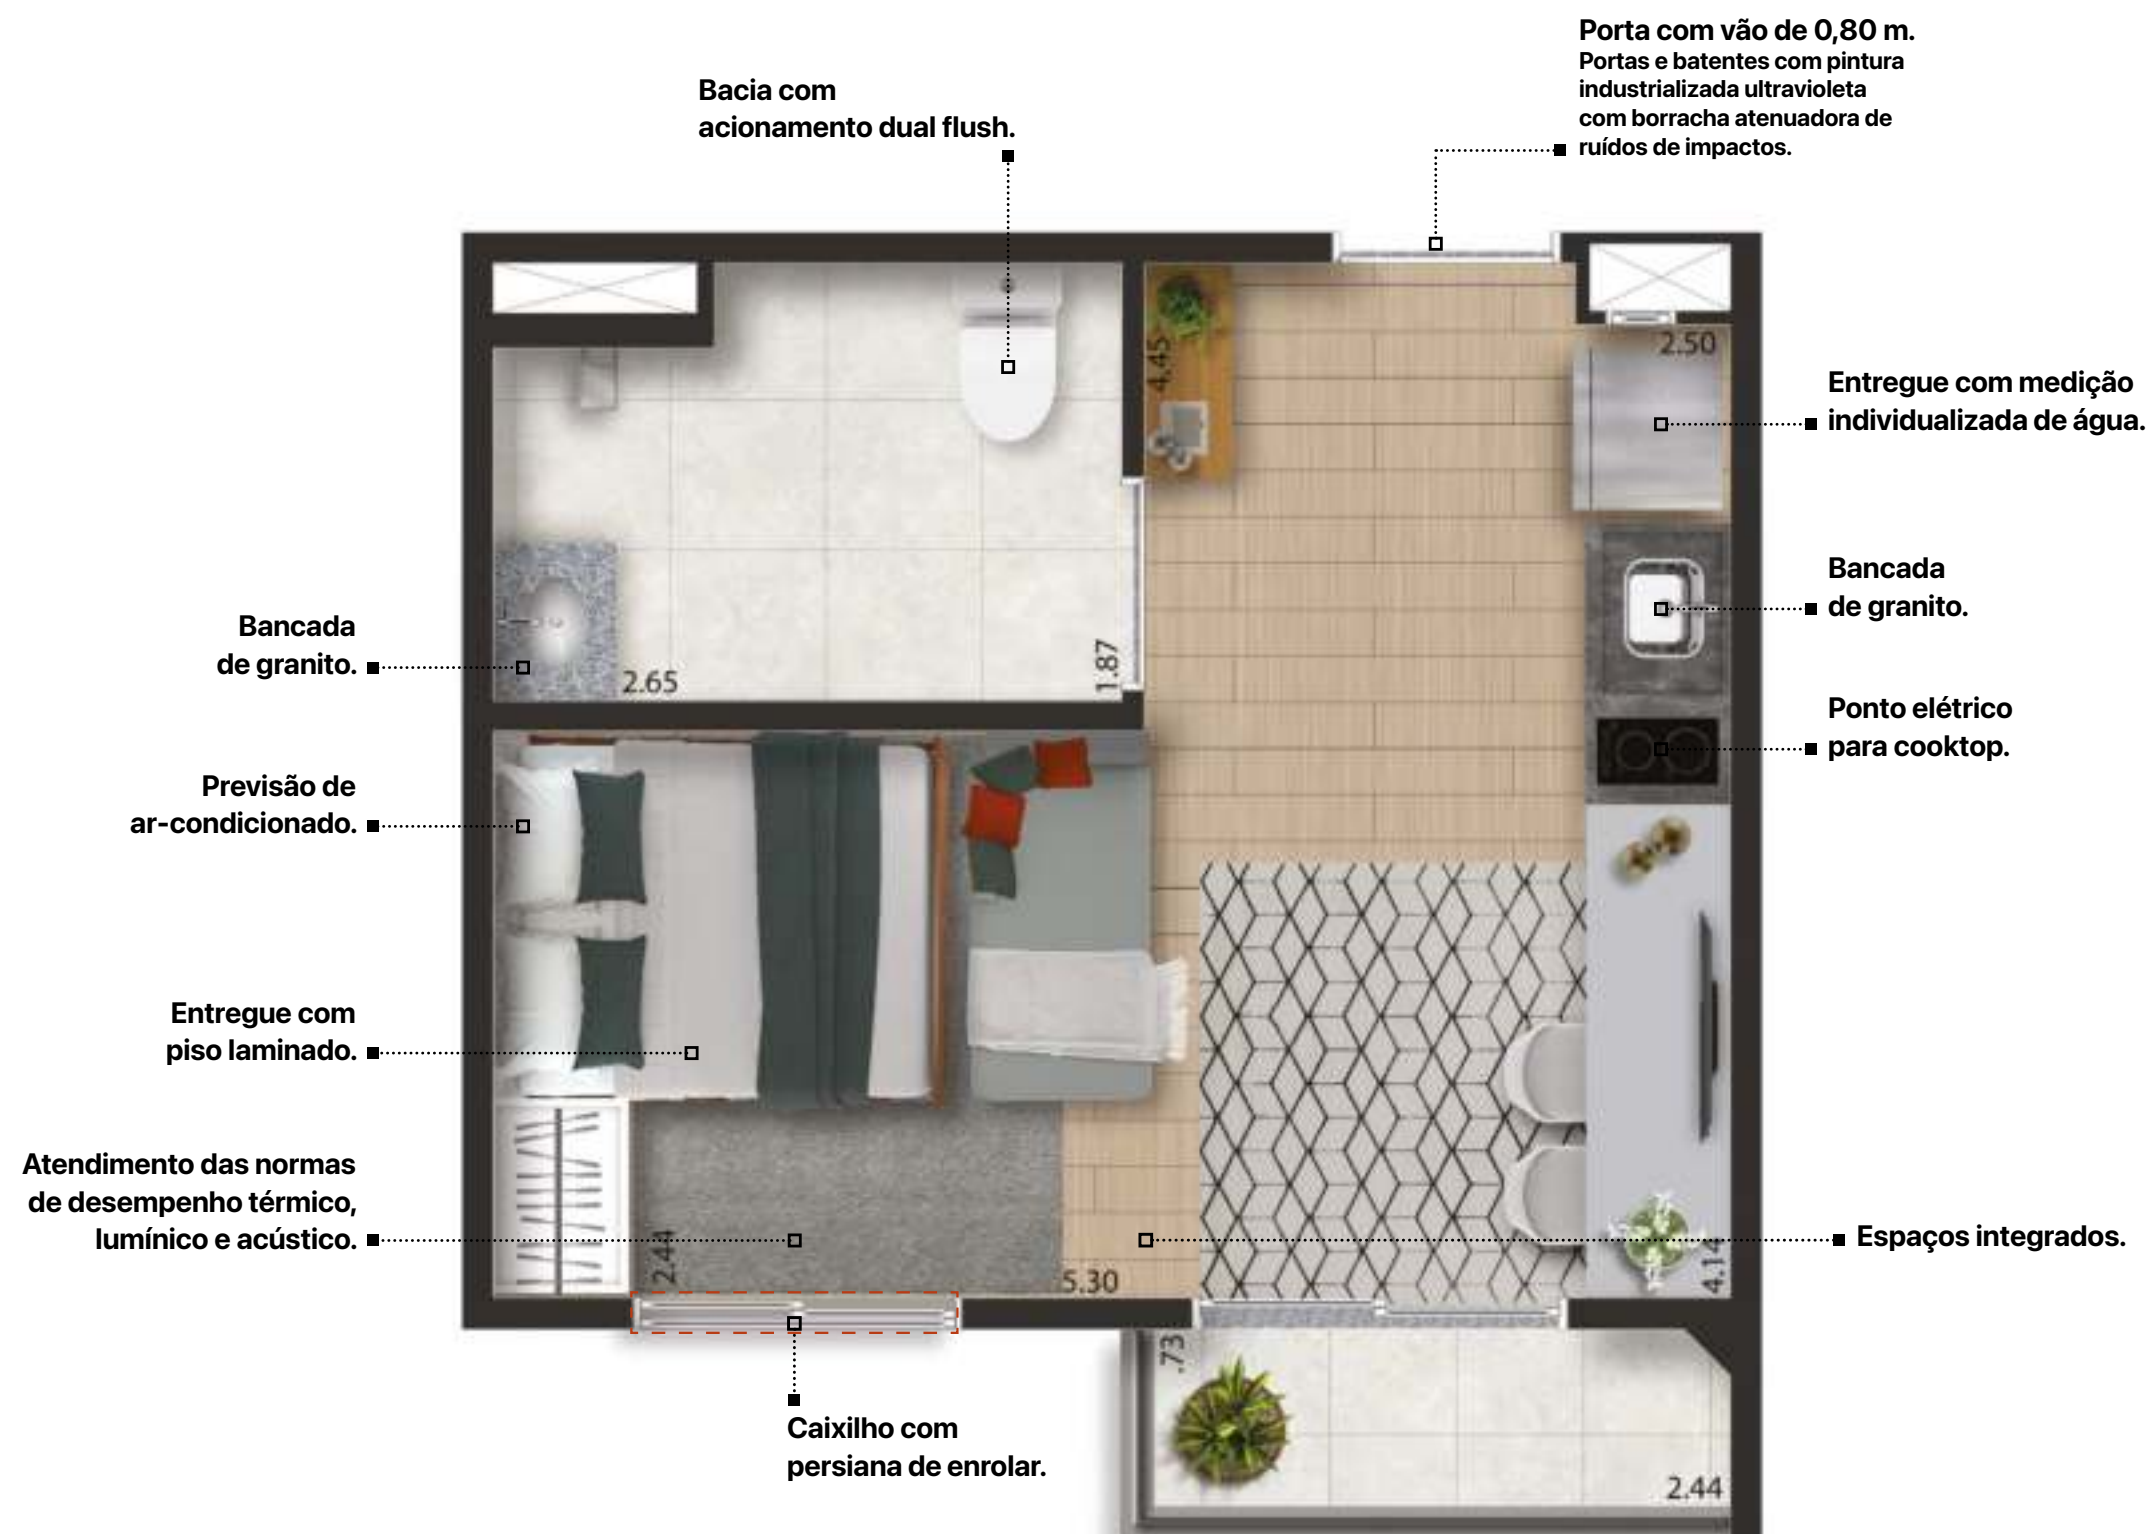 Porta com vão de 0,80 m.
Portas e batentes com pintura
industrializada ultravioleta
com borracha atenuadora de
ruídos de impactos.
Bacia com
acionamento dual flush.
4.45
2.50
Entregue com medição
individualizada de água.
Bancada
de granito.
Bancada
de granito.
2.65
1.87
Ponto elétrico
para cooktop.
Previsão de
ar-condicionado.
Entregue com
piso laminado.
Atendimento das normas
de desempenho térmico,
lumínico e acústico.
2.44
5.30
4.14
Espaços integrados.
.73
Caixilho com
persiana de enrolar.
2.44